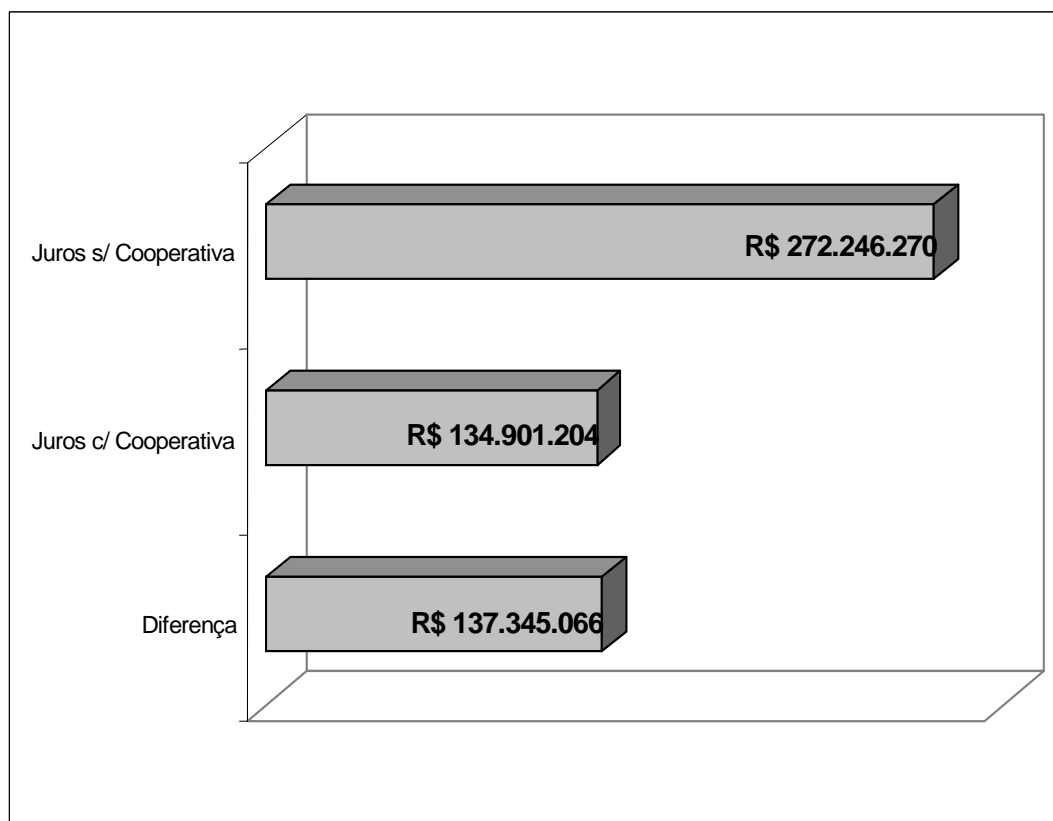 Juros s/ Cooperativa
R$ 272.246.270
Juros c/ Cooperativa
R$ 134.901.204
Diferença
R$ 137.345.066